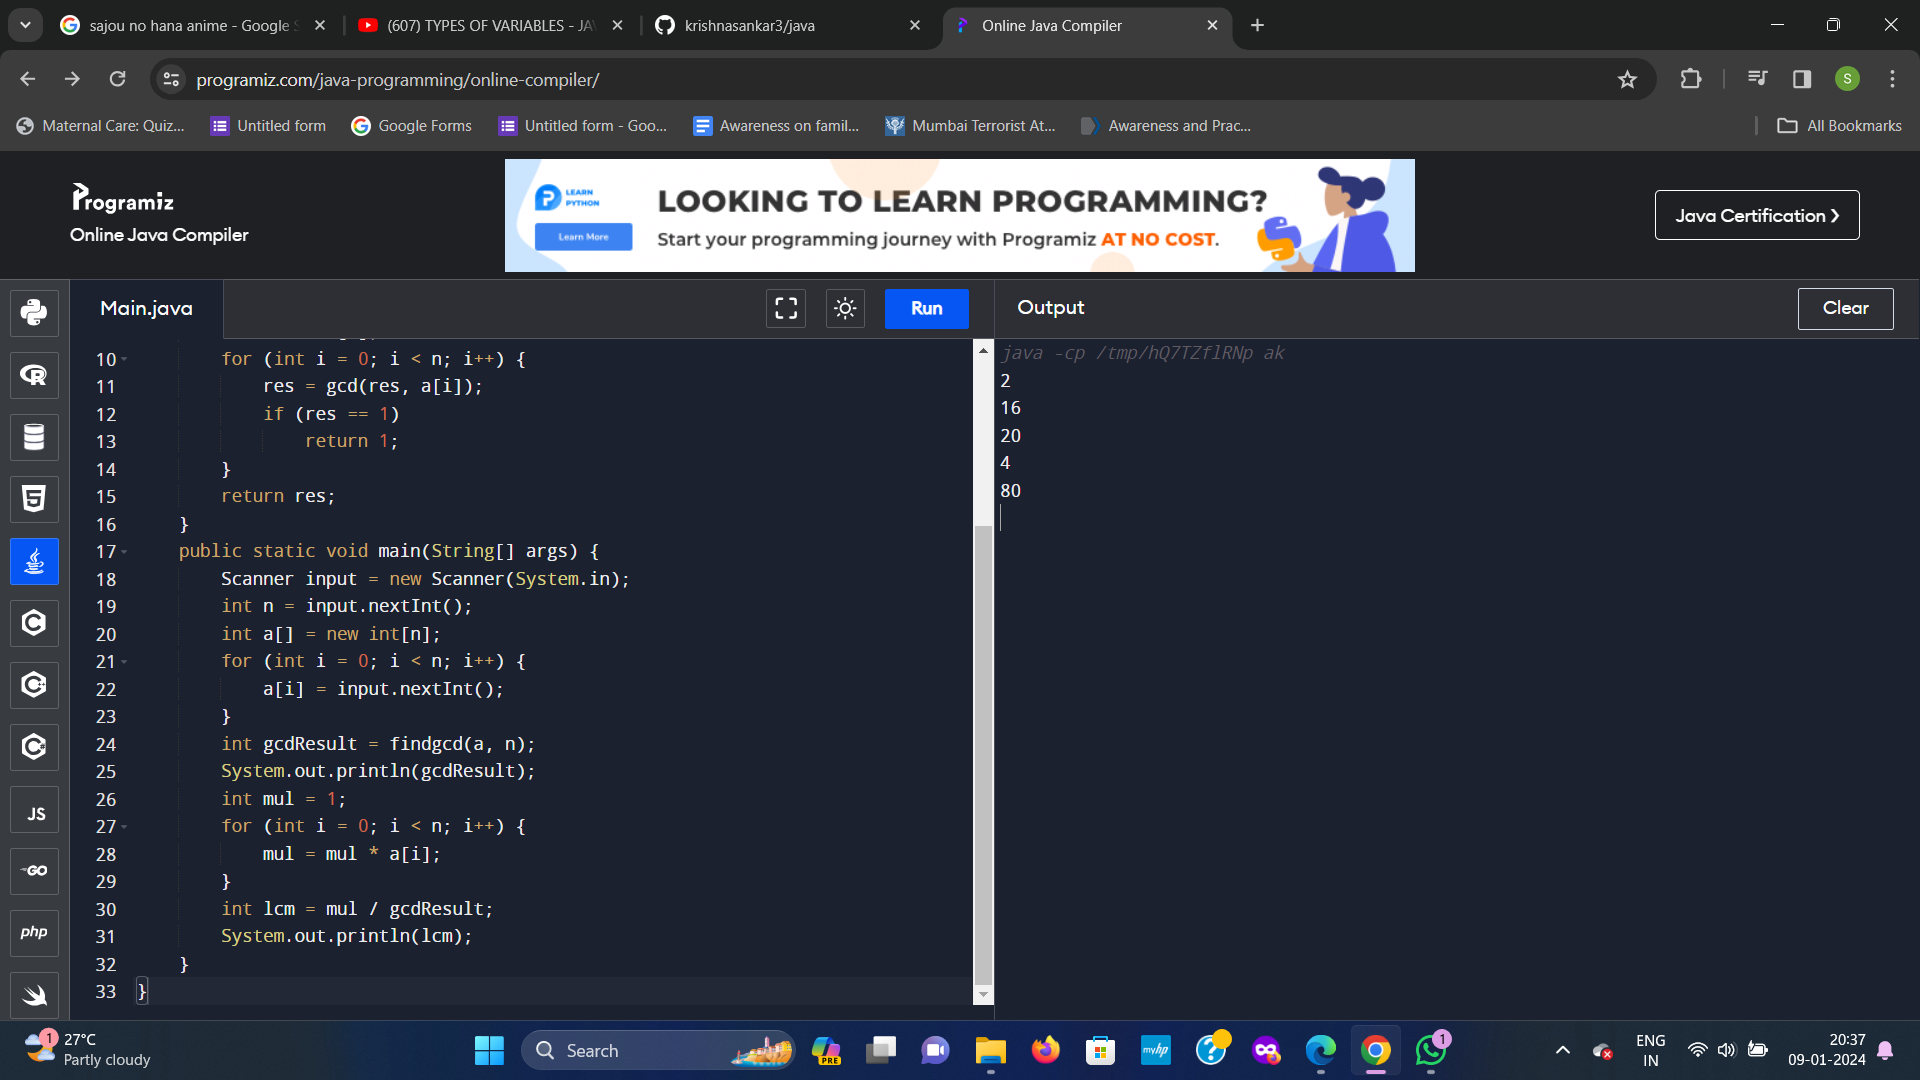 sajou no hana anime - Google S
(607) TYPES OF VARIABLES - JAV
krishnasankar3/java
Online Java Compiler
programiz.com/java-programming/online-compiler/
S
Maternal Care: Quiz...
Untitled form
Google Forms
Untitled form - Goo...
Awareness on famil...
Mumbai Terrorist At...
Awareness and Prac...
All Bookmarks
Programiz
Online Java Compiler
LEARN PYTHON
Learn More
LOOKING TO LEARN PROGRAMMING?
Start your programming journey with Programiz AT NO COST.
Java Certification ❯
Main.java
Run
Output
Clear
10 for (int i = 0; i < n; i++) {
11 res = gcd(res, a[i]);
12 if (res == 1)
13 return 1;
14 }
15 return res;
16 }
17 public static void main(String[] args) {
18 Scanner input = new Scanner(System.in);
19 int n = input.nextInt();
20 int a[] = new int[n];
21 for (int i = 0; i < n; i++) {
22 a[i] = input.nextInt();
23 }
24 int gcdResult = findgcd(a, n);
25 System.out.println(gcdResult);
26 int mul = 1;
27 for (int i = 0; i < n; i++) {
28 mul = mul * a[i];
29 }
30 int lcm = mul / gcdResult;
31 System.out.println(lcm);
32 }
33 }
java -cp /tmp/hQ7TZflRNp ak
2
16
20
4
80
R
5
C
C
C
JS
GO
php
1
27°C
Partly cloudy
Search
PRE
myhp
1
ENG
IN
20:37
09-01-2024